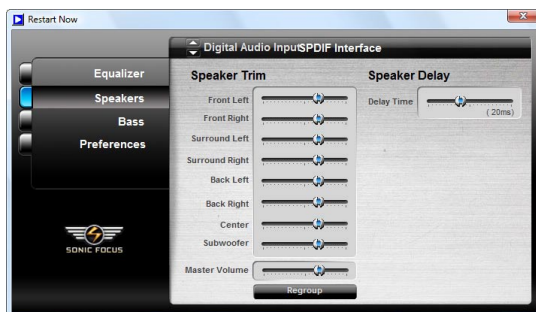 Restart Now
Digital Audio InputSPDIF Interface
Equalizer
Speakers
Bass
Preferences
SONIC FOCUS
Speaker Trim
Front Left
Front Right
Surround Left
Surround Right
Back Left
Back Right
Center
Subwoofer
Master Volume
Regroup
Speaker Delay
Delay Time
( 20ms)